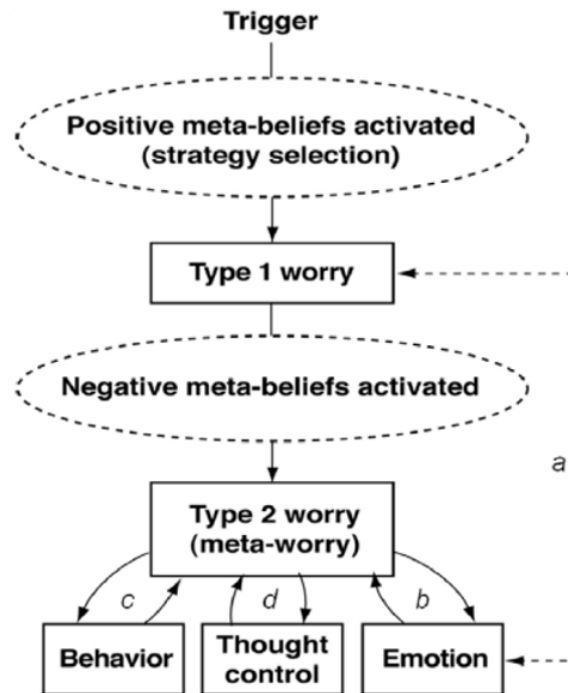 Trigger
Positive meta-beliefs activated
(strategy selection)
Type 1 worry
Negative meta-beliefs activated
a
Type 2 worry
(meta-worry)
c
d
b
Behavior
Thought
control
Emotion